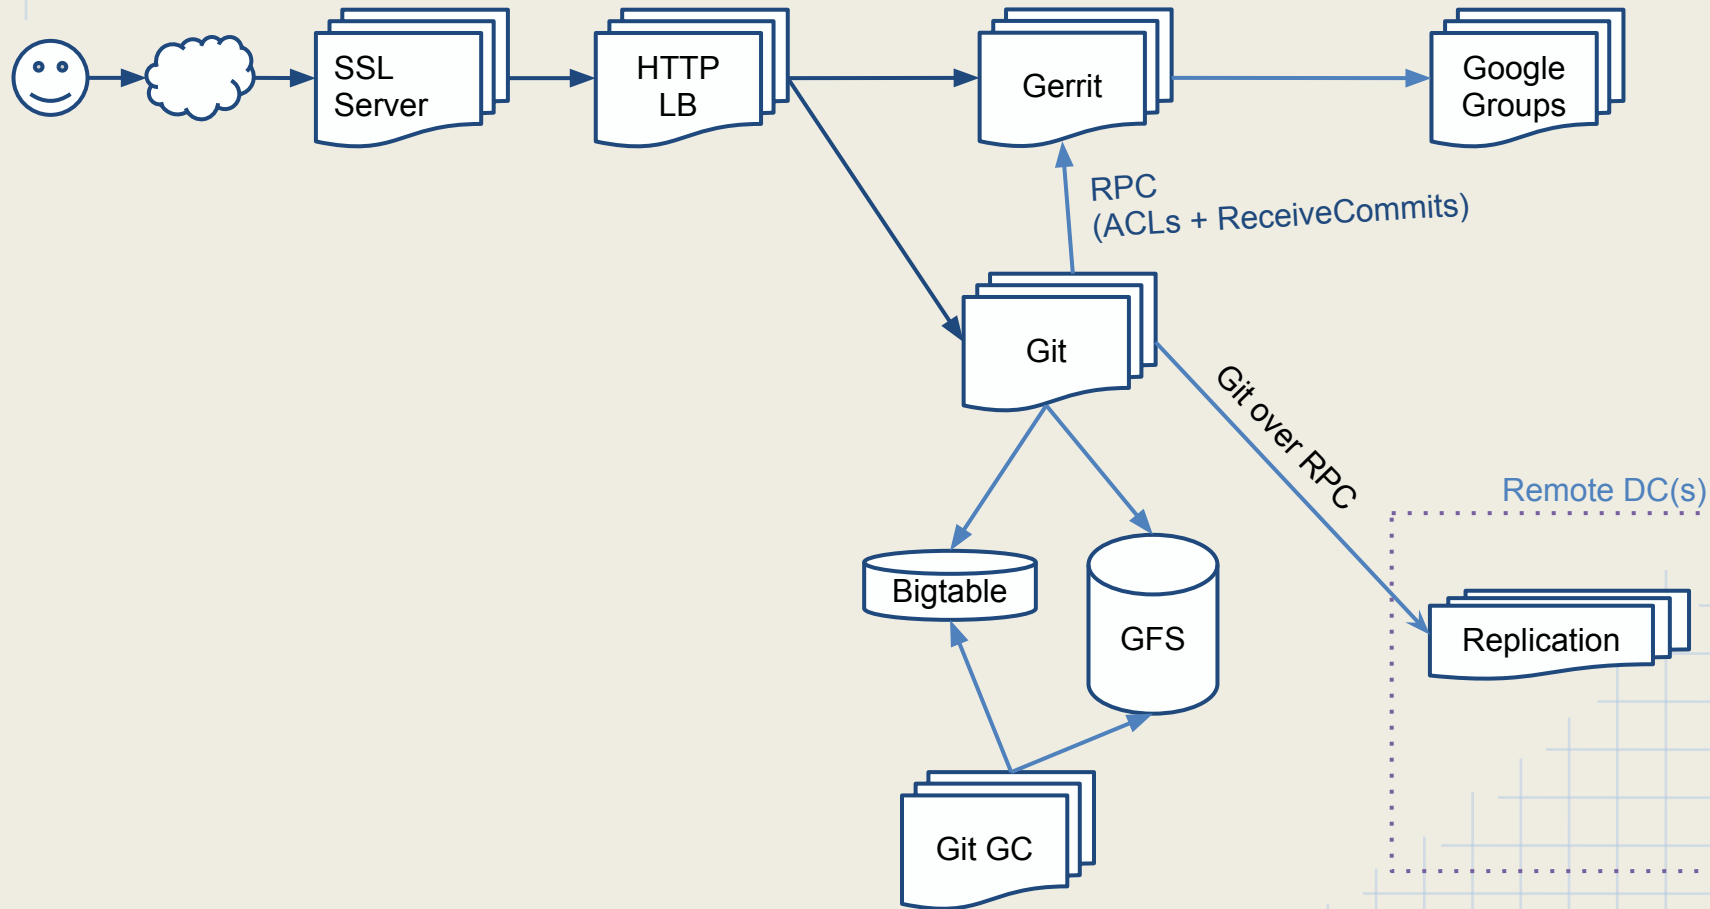 SSL
Server
HTTP
LB
Gerrit
Google
Groups
RPC
(ACLs + ReceiveCommits)
Git
Git over RPC
Remote DC(s)
Bigtable
GFS
Replication
Git GC